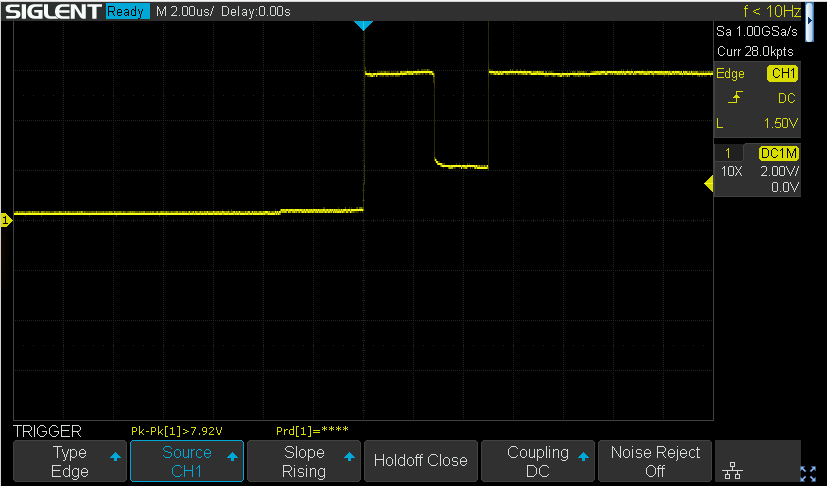 SIGLENT Ready M 2.00us/ Delay:0.00s f < 10Hz
Sa 1.00GSa/s
Curr 28.0kpts
Edge CH1
DC
L 1.50V
1 DC1M
10X 2.00V/
0.0V
1
TRIGGER Pk-Pk[1]>7.92V Prd[1]=****
Type
Edge
Source
CH1
Slope
Rising
Holdoff Close
Coupling
DC
Noise Reject
Off